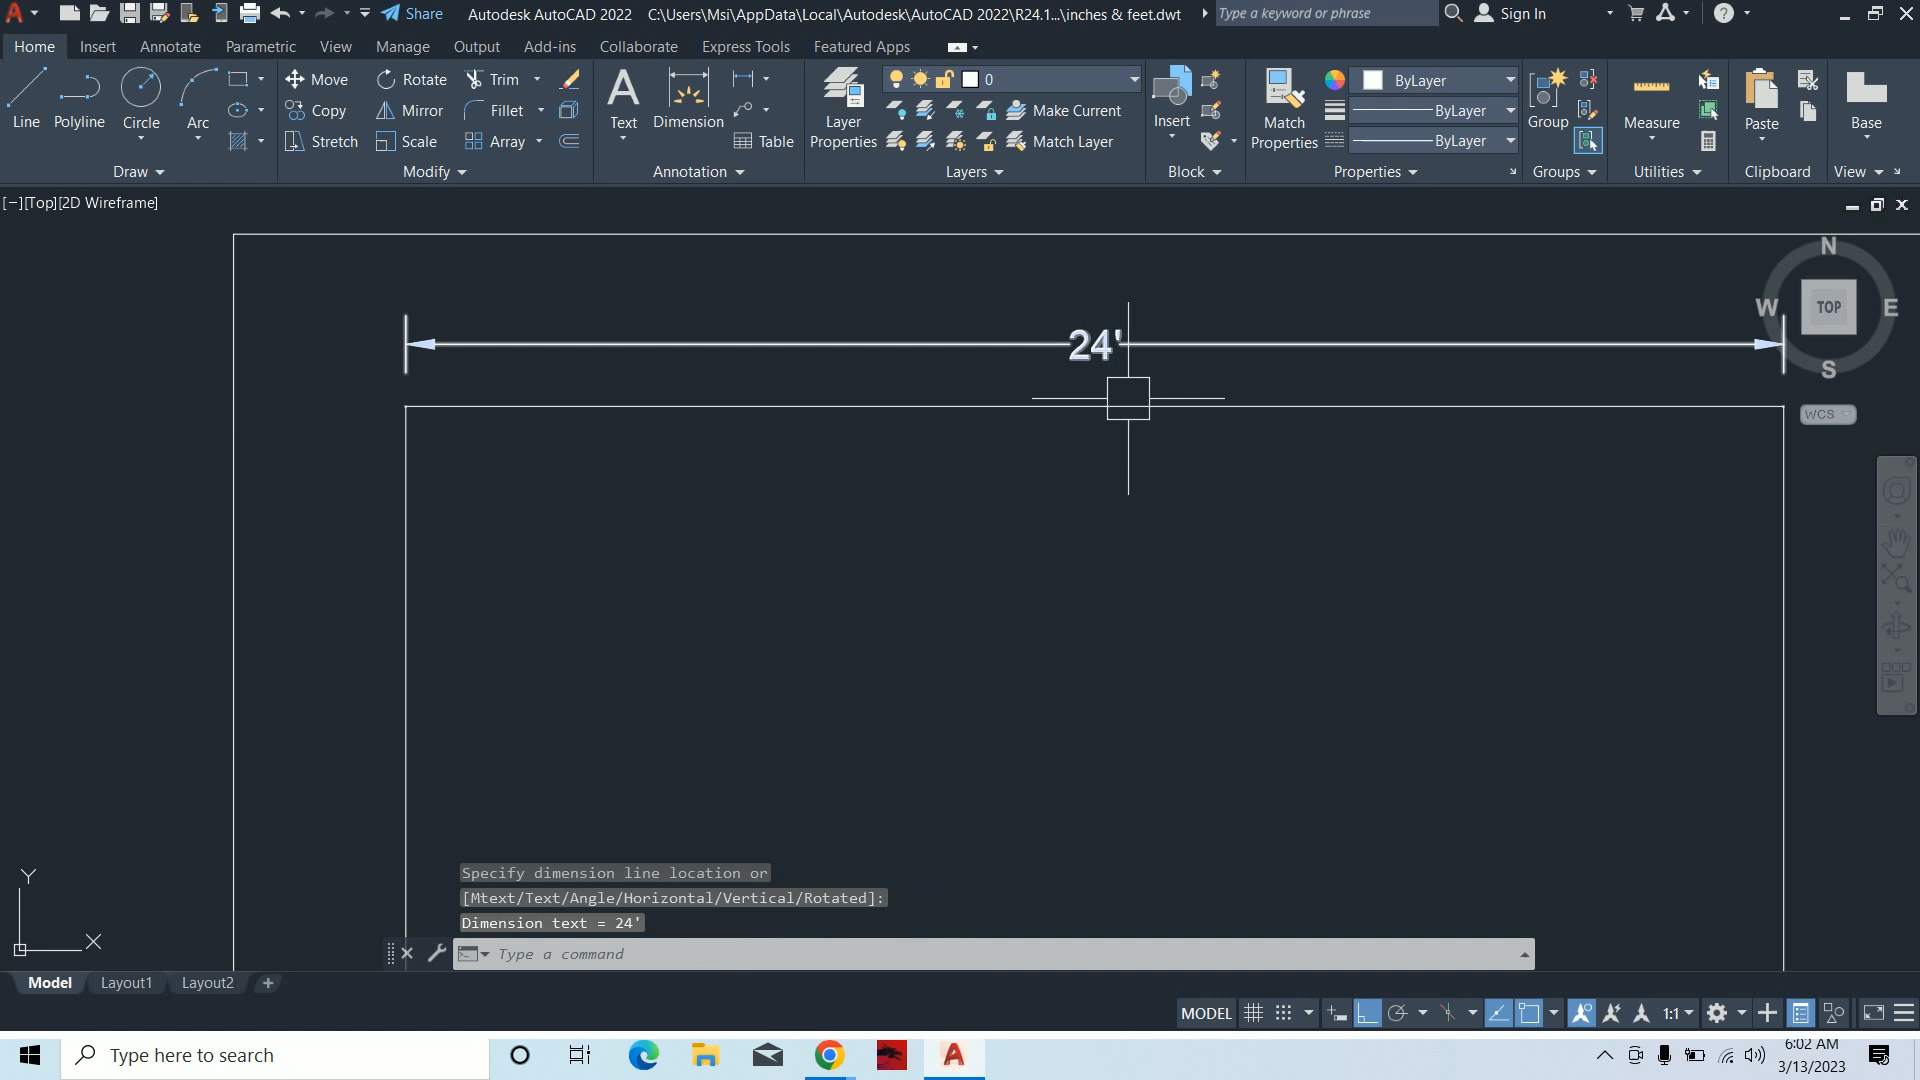 Share
Autodesk AutoCAD 2022 C:\Users\Msi\AppData\Local\Autodesk\AutoCAD 2022\R24.1...\inches & feet.dwt
Type a keyword or phrase
Sign In
Home Insert Annotate Parametric View Manage Output Add-ins Collaborate Express Tools Featured Apps
Line Polyline Circle Arc
Move Rotate Trim
Copy Mirror Fillet
Stretch Scale Array
Text Dimension Table
Layer Properties
0
Make Current
Match Layer
Insert
Match Properties
ByLayer
ByLayer
ByLayer
Group
Measure
Paste
Base
Draw Modify Annotation Layers Block Properties Groups Utilities Clipboard View
[−][Top][2D Wireframe]
N
W TOP E
S
WCS
24'
Y
X
Specify dimension line location or
[Mtext/Text/Angle/Horizontal/Vertical/Rotated]:
Dimension text = 24'
Type a command
Model Layout1 Layout2
MODEL 1:1
Type here to search
6:02 AM
3/13/2023